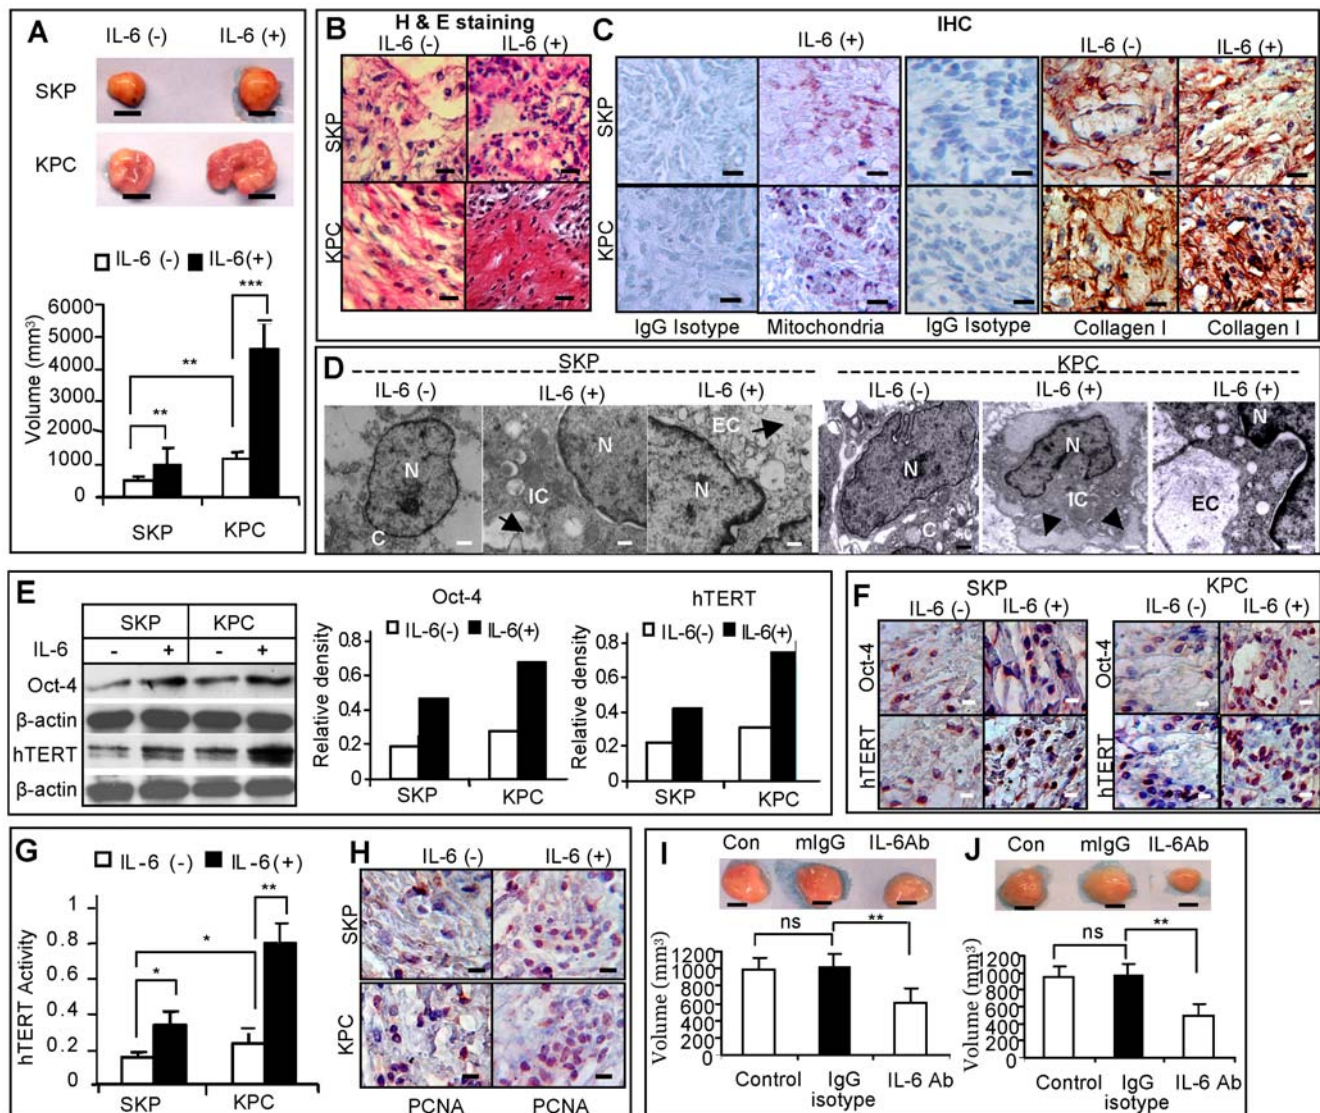 A
IL-6 (-) IL-6 (+)
SKP
KPC
IL-6 (-) IL-6(+)
***
**
**
Volume (mm³)
6000
5000
4000
3000
2000
1000
0
SKP KPC
B
H & E staining
IL-6 (-) IL-6 (+)
SKP
KPC
C
IHC
IL-6 (+) IL-6 (-) IL-6 (+)
SKP
KPC
IgG Isotype Mitochondria IgG Isotype Collagen I Collagen I
D
SKP KPC
IL-6 (-) IL-6 (+) IL-6 (+) IL-6 (-) IL-6 (+) IL-6 (+)
N C
N IC
N EC
N C
N IC
N EC
E
SKP KPC
IL-6 - + - +
Oct-4
β-actin
hTERT
β-actin
Oct-4
IL-6(-) IL-6(+)
Relative density
0.8
0.6
0.4
0.2
0
SKP KPC
hTERT
IL-6(-) IL-6(+)
Relative density
0.8
0.6
0.4
0.2
0
SKP KPC
F
SKP KPC
IL-6 (-) IL-6 (+) IL-6 (-) IL-6 (+)
Oct-4 Oct-4
hTERT hTERT
G
IL-6 (-) IL-6(+)
**
*
*
hTERT Activity
1
0.8
0.6
0.4
0.2
0
SKP KPC
H
IL-6 (-) IL-6 (+)
SKP
KPC
PCNA PCNA
I
Con mIgG IL-6Ab
ns **
Volume (mm³)
1200
1000
800
600
400
200
0
Control IgG isotype IL-6 Ab
J
Con mIgG IL-6Ab
ns **
Volume (mm³)
1200
1000
800
600
400
200
0
Control IgG isotype IL-6 Ab